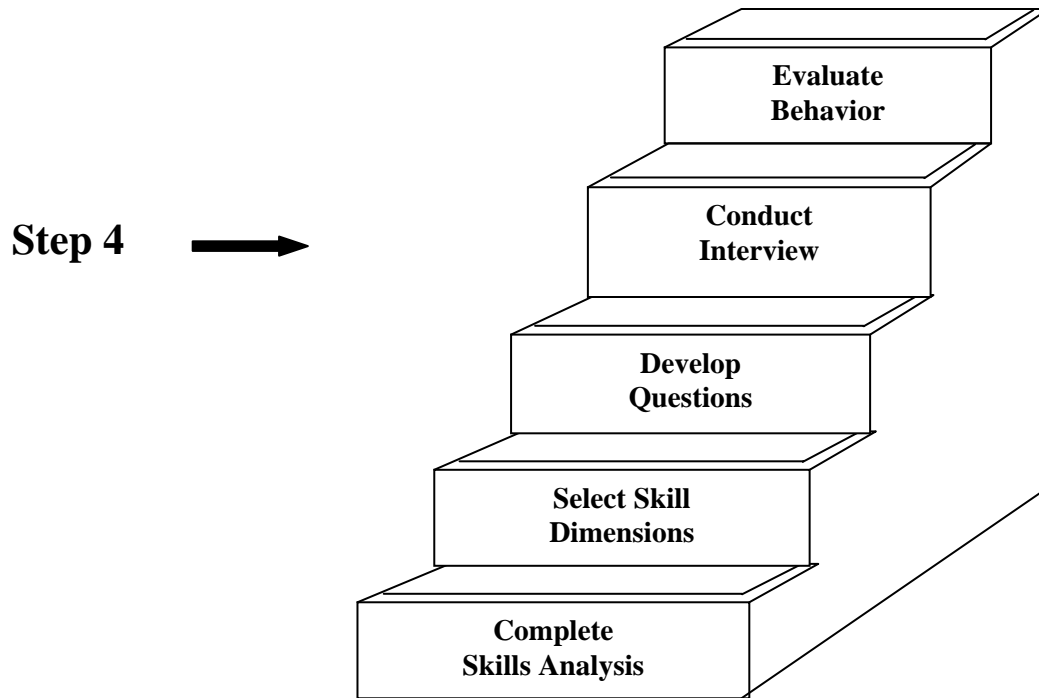 Evaluate
Behavior
Conduct
Interview
Step 4
Develop
Questions
Select Skill
Dimensions
Complete
Skills Analysis